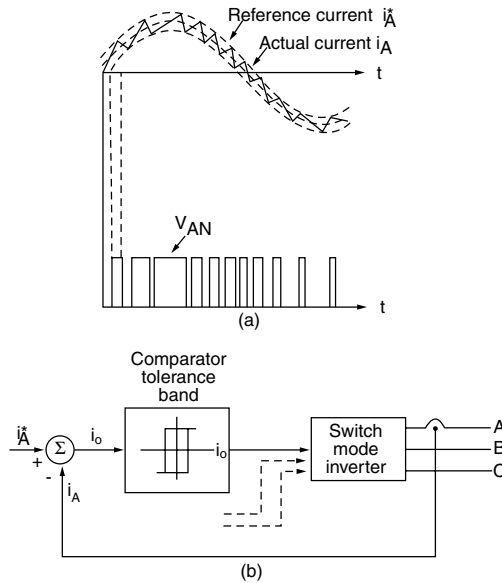 Reference current i*A
Actual current iA
t
VAN
t
(a)
Comparator
tolerance
band
i*A
+
-
Σ
io
io
iA
Switch
mode
inverter
A
B
C
(b)